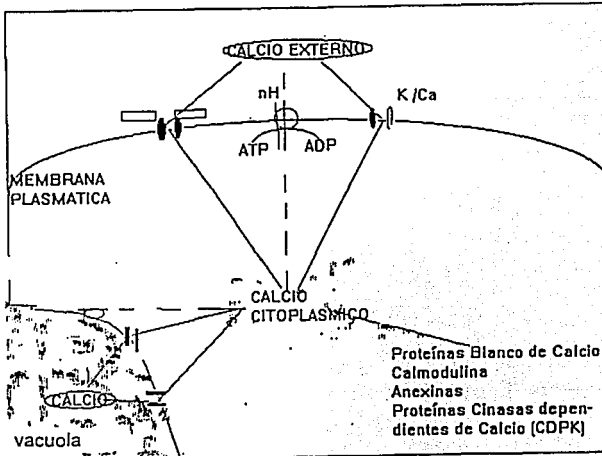 CALCIO EXTERNO
nH
K/Ca
ATP
ADP
MEMBRANA
PLASMATICA
CALCIO
CITOPLASMICO
Proteínas Blanco de Calcio
Calmodulina
Anexinas
Proteínas Cinasas depen-
dientes de Calcio (CDPK)
CALCIO
vacuola